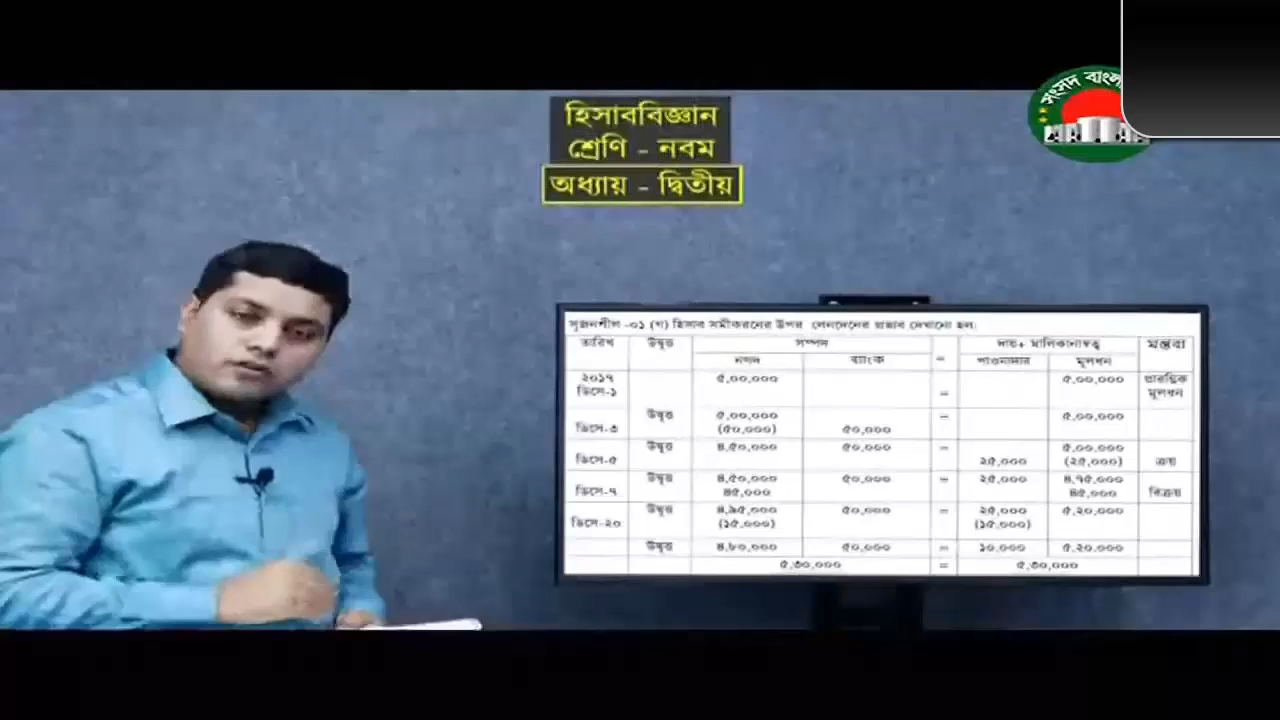 হিসাববিজ্ঞান
শ্রেণি - নবম
অধ্যায় - দ্বিতীয়
সংসদ বাংলা
সৃজনশীল -০১ (গ) হিসাব সমীকরনের উপর লেনদেনের প্রভাব দেখানো হল:
তারিখ উদ্বৃত্ত সম্পদ = দায়+ মালিকানাস্বত্ব মন্তব্য
নগদ ব্যাংক পাওনাদার মূলধন
২০১৭ ৫,০০,০০০ ৫,০০,০০০ প্রারম্ভিক
ডিসে-১ = মূলধন
উদ্বৃত্ত ৫,০০,০০০ = ৫,০০,০০০
ডিসে-৩ (৫০,০০০) ৫০,০০০
উদ্বৃত্ত ৪,৫০,০০০ ৫০,০০০ = ৫,০০,০০০
ডিসে-৫ ২৫,০০০ (২৫,০০০) ক্রয়
উদ্বৃত্ত ৪,৫০,০০০ ৫০,০০০ = ২৫,০০০ ৪,৭৫,০০০
ডিসে-৭ ৪৫,০০০ ৪৫,০০০ বিক্রয়
উদ্বৃত্ত ৪,৯৫,০০০ ৫০,০০০ = ২৫,০০০ ৫,২০,০০০
ডিসে-২০ (১৫,০০০) (১৫,০০০)
উদ্বৃত্ত ৪,৮০,০০০ ৫০,০০০ = ১০,০০০ ৫,২০,০০০
৫,৩০,০০০ = ৫,৩০,০০০